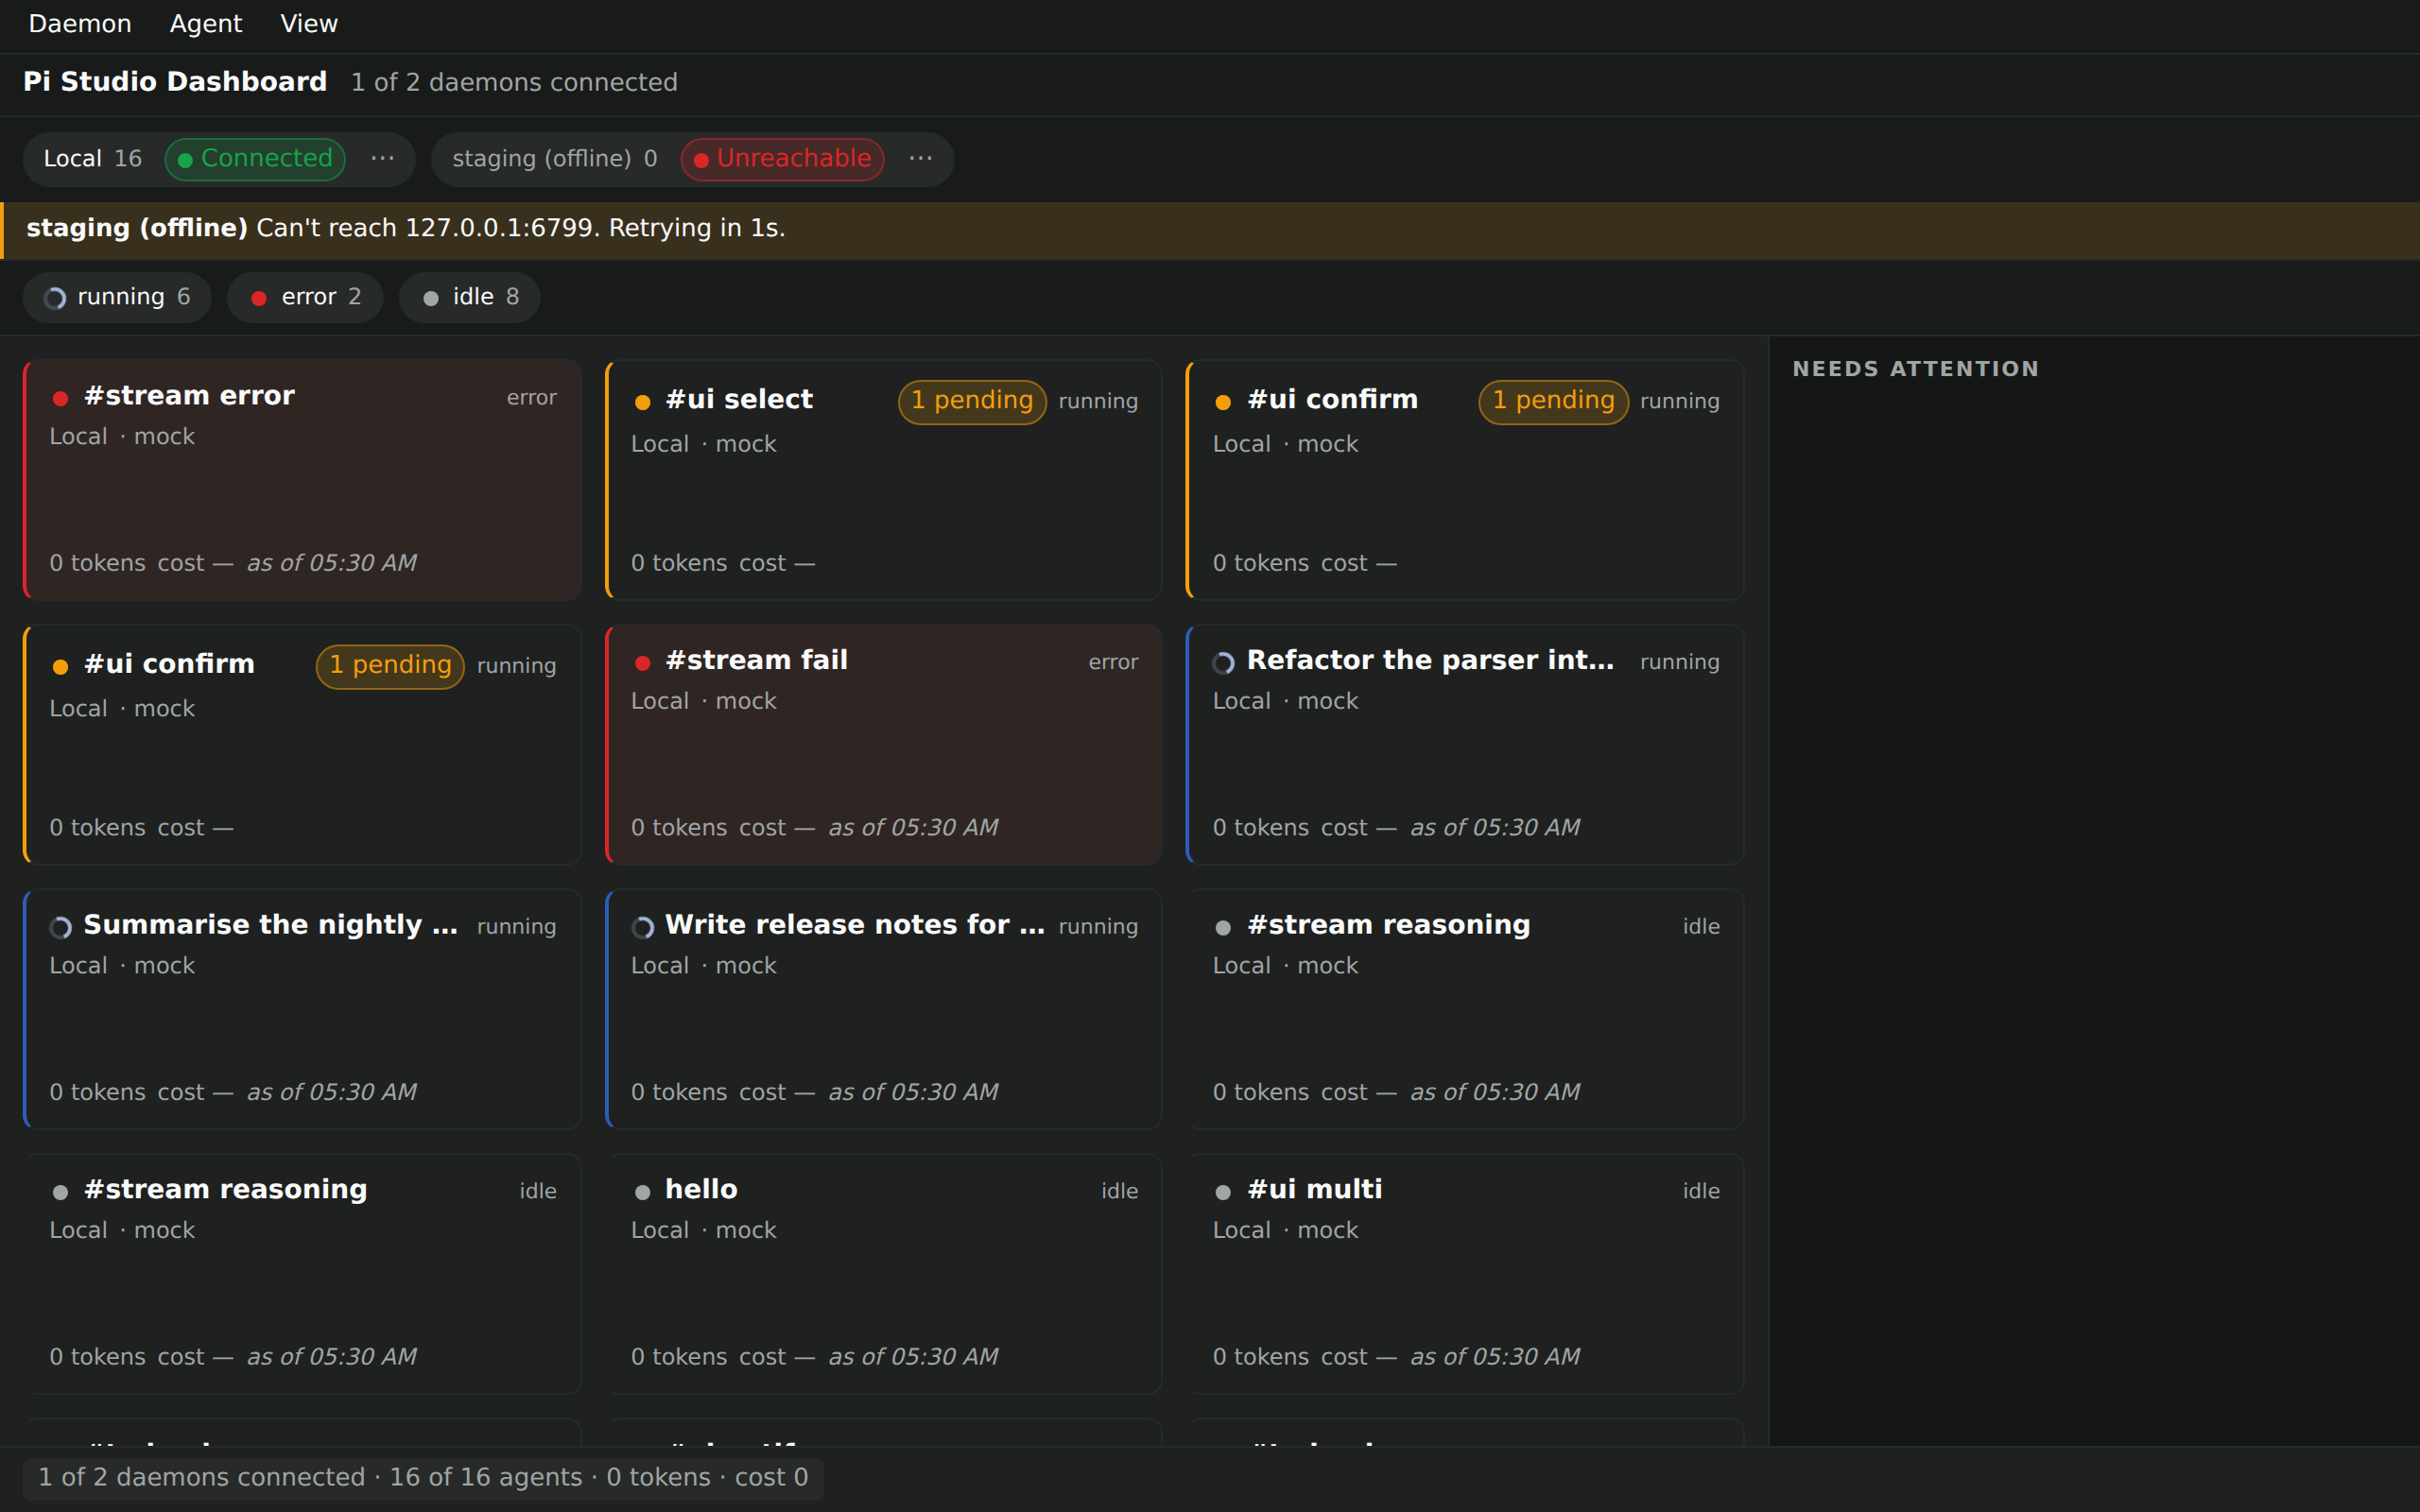 Daemon Agent View
Pi Studio Dashboard 1 of 2 daemons connected
Local 16 Connected ··· staging (offline) 0 Unreachable ···
staging (offline) Can't reach 127.0.0.1:6799. Retrying in 1s.
running 6 error 2 idle 8
NEEDS ATTENTION
#stream error error
Local · mock
0 tokens cost — as of 05:30 AM
#ui select 1 pending running
Local · mock
0 tokens cost —
#ui confirm 1 pending running
Local · mock
0 tokens cost —
#ui confirm 1 pending running
Local · mock
0 tokens cost —
#stream fail error
Local · mock
0 tokens cost — as of 05:30 AM
Refactor the parser int… running
Local · mock
0 tokens cost — as of 05:30 AM
Summarise the nightly … running
Local · mock
0 tokens cost — as of 05:30 AM
Write release notes for … running
Local · mock
0 tokens cost — as of 05:30 AM
#stream reasoning idle
Local · mock
0 tokens cost — as of 05:30 AM
#stream reasoning idle
Local · mock
0 tokens cost — as of 05:30 AM
hello idle
Local · mock
0 tokens cost — as of 05:30 AM
#ui multi idle
Local · mock
0 tokens cost — as of 05:30 AM
1 of 2 daemons connected · 16 of 16 agents · 0 tokens · cost 0